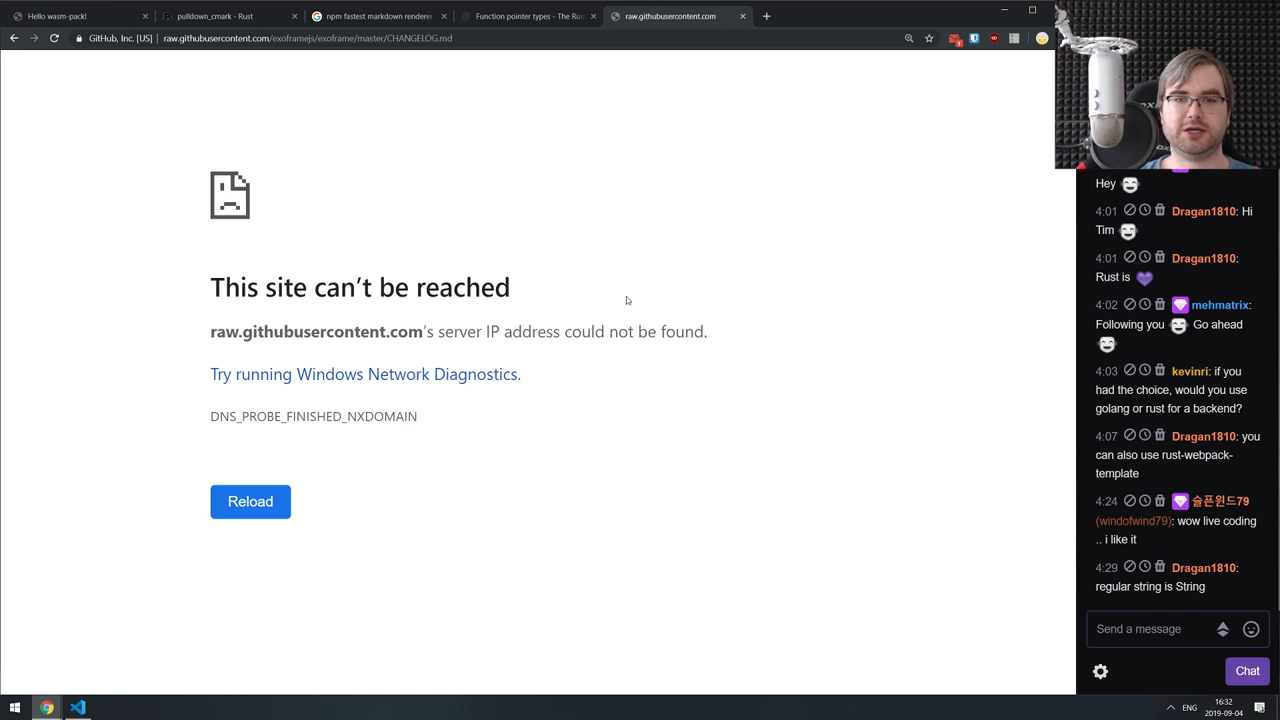 Hello wasm-pack!
pulldown_cmark - Rust
npm fastest markdown renderer
Function pointer types - The Rus
raw.githubusercontent.com
GitHub, Inc. [US]
raw.githubusercontent.com/exoframejs/exoframe/master/CHANGELOG.md
This site can’t be reached
raw.githubusercontent.com’s server IP address could not be found.
Try running Windows Network Diagnostics.
DNS_PROBE_FINISHED_NXDOMAIN
Reload
Hey
4:01 Dragan1810: Hi
Tim
4:01 Dragan1810:
Rust is
4:02 mehmatrix:
Following you Go ahead
4:03 kevinri: if you
had the choice, would you use
golang or rust for a backend?
4:07 Dragan1810: you
can also use rust-webpack-
template
4:24 슬픈윈드79
(windofwind79): wow live coding
.. i like it
4:29 Dragan1810:
regular string is String
Send a message
Chat
ENG
16:32
2019-09-04